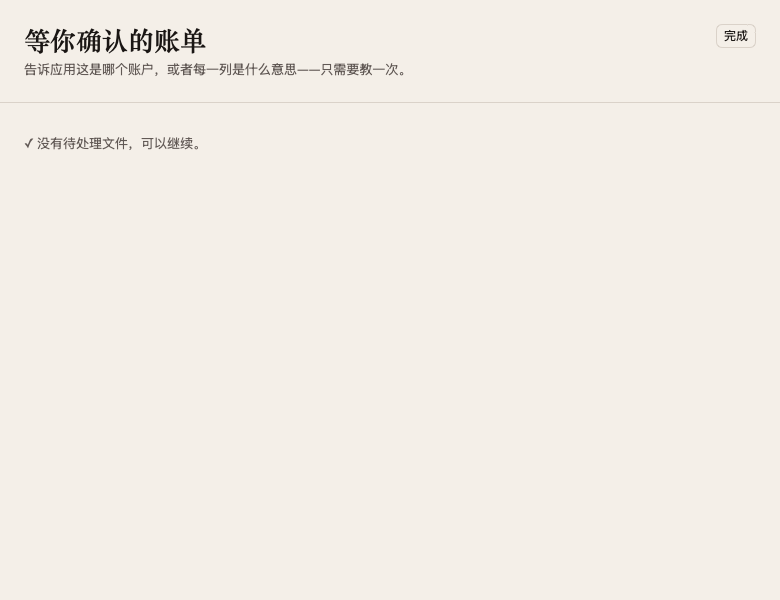 等你确认的账单
完成
告诉应用这是哪个账户，或者每一列是什么意思——只需要教一次。
✓ 没有待处理文件，可以继续。